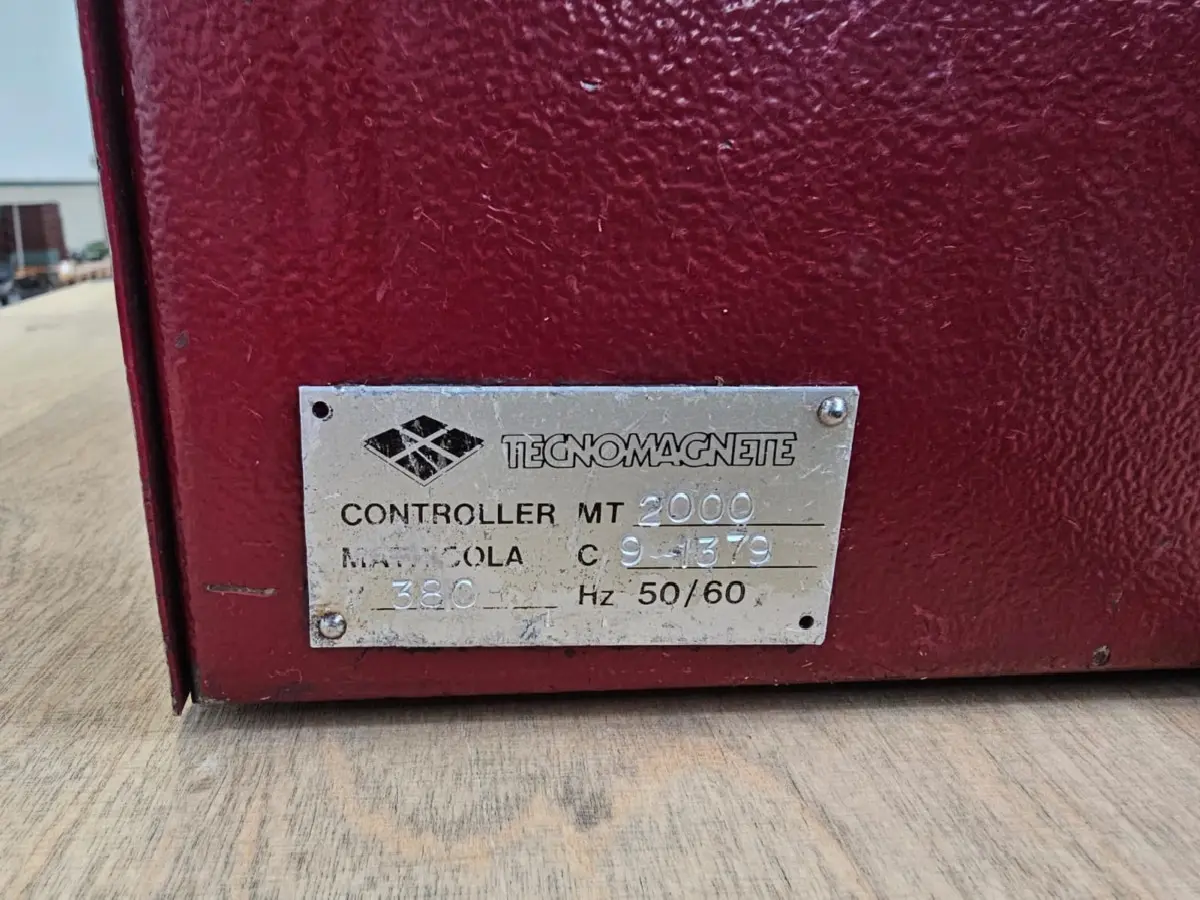 TECNOMAGNETE
CONTROLLER MT 2000
C 9-1379
380 Hz 50/60